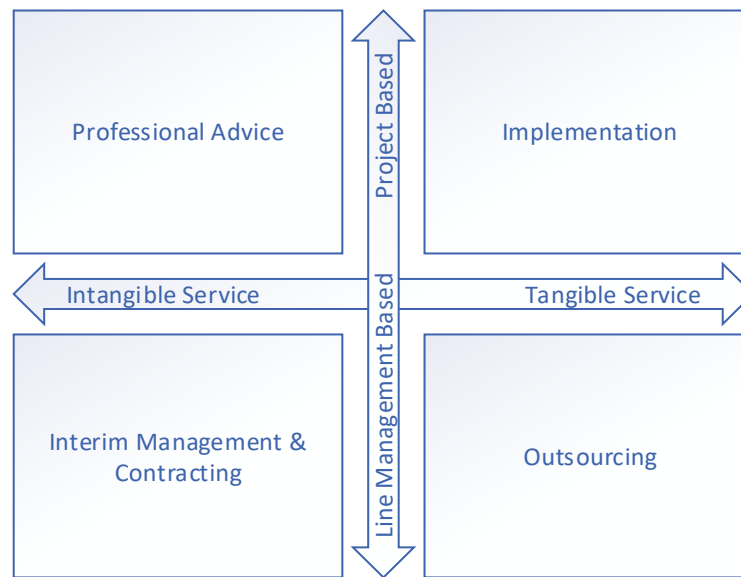 Professional Advice
Project Based
Implementation
Intangible Service
Tangible Service
Line Management Based
Interim Management &
Contracting
Outsourcing